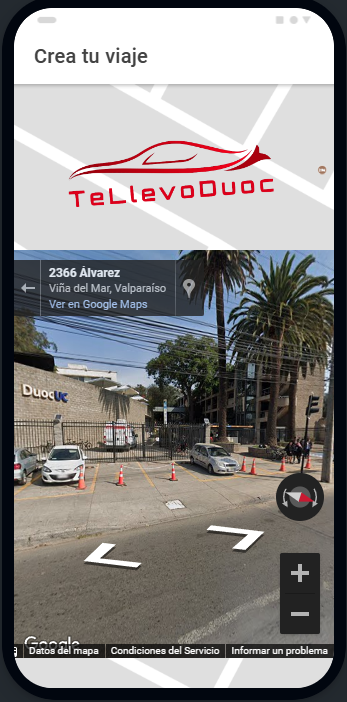 Crea tu viaje
TeLlevoDuoc
2366 Álvarez
Viña del Mar, Valparaíso
Ver en Google Maps
DuocUC
Google
Datos del mapa
Condiciones del Servicio
Informar un problema